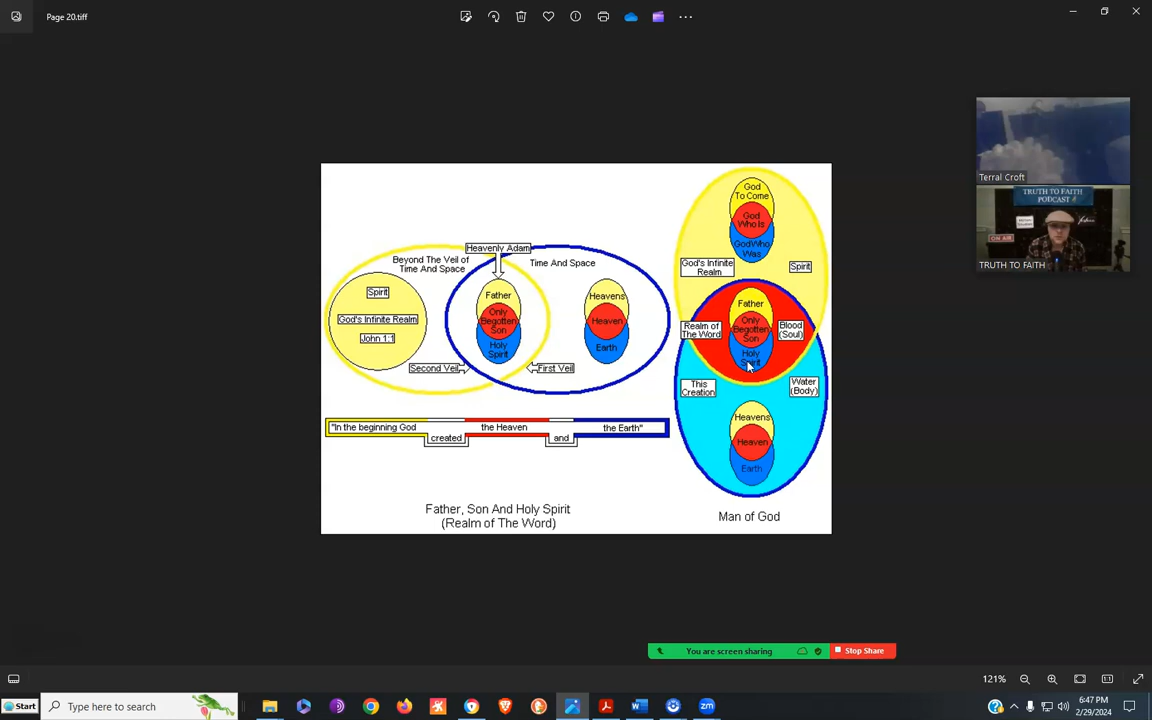 Page 20.tiff
Terral Croft
TRUTH TO FAITH
PODCAST
ON AIR
TRUTH TO FAITH
Heavenly Adam
Beyond The Veil of
Time And Space
Time And Space
Spirit
God's Infinite Realm
John 1:1
Father
Only
Begotten
Son
Holy
Spirit
Heavens
Heaven
Earth
Second Veil
First Veil
"In the beginning God
created
the Heaven
and
the Earth"
Father, Son And Holy Spirit
(Realm of The Word)
God
To Come
God
Who Is
God Who
Was
God's Infinite
Realm
Spirit
Father
Only
Begotten
Son
Holy
Spirit
Realm of
The Word
Blood
(Soul)
This
Creation
Water
(Body)
Heavens
Heaven
Earth
Man of God
You are screen sharing
Stop Share
121%
Start
Type here to search
6:47 PM
2/29/2024